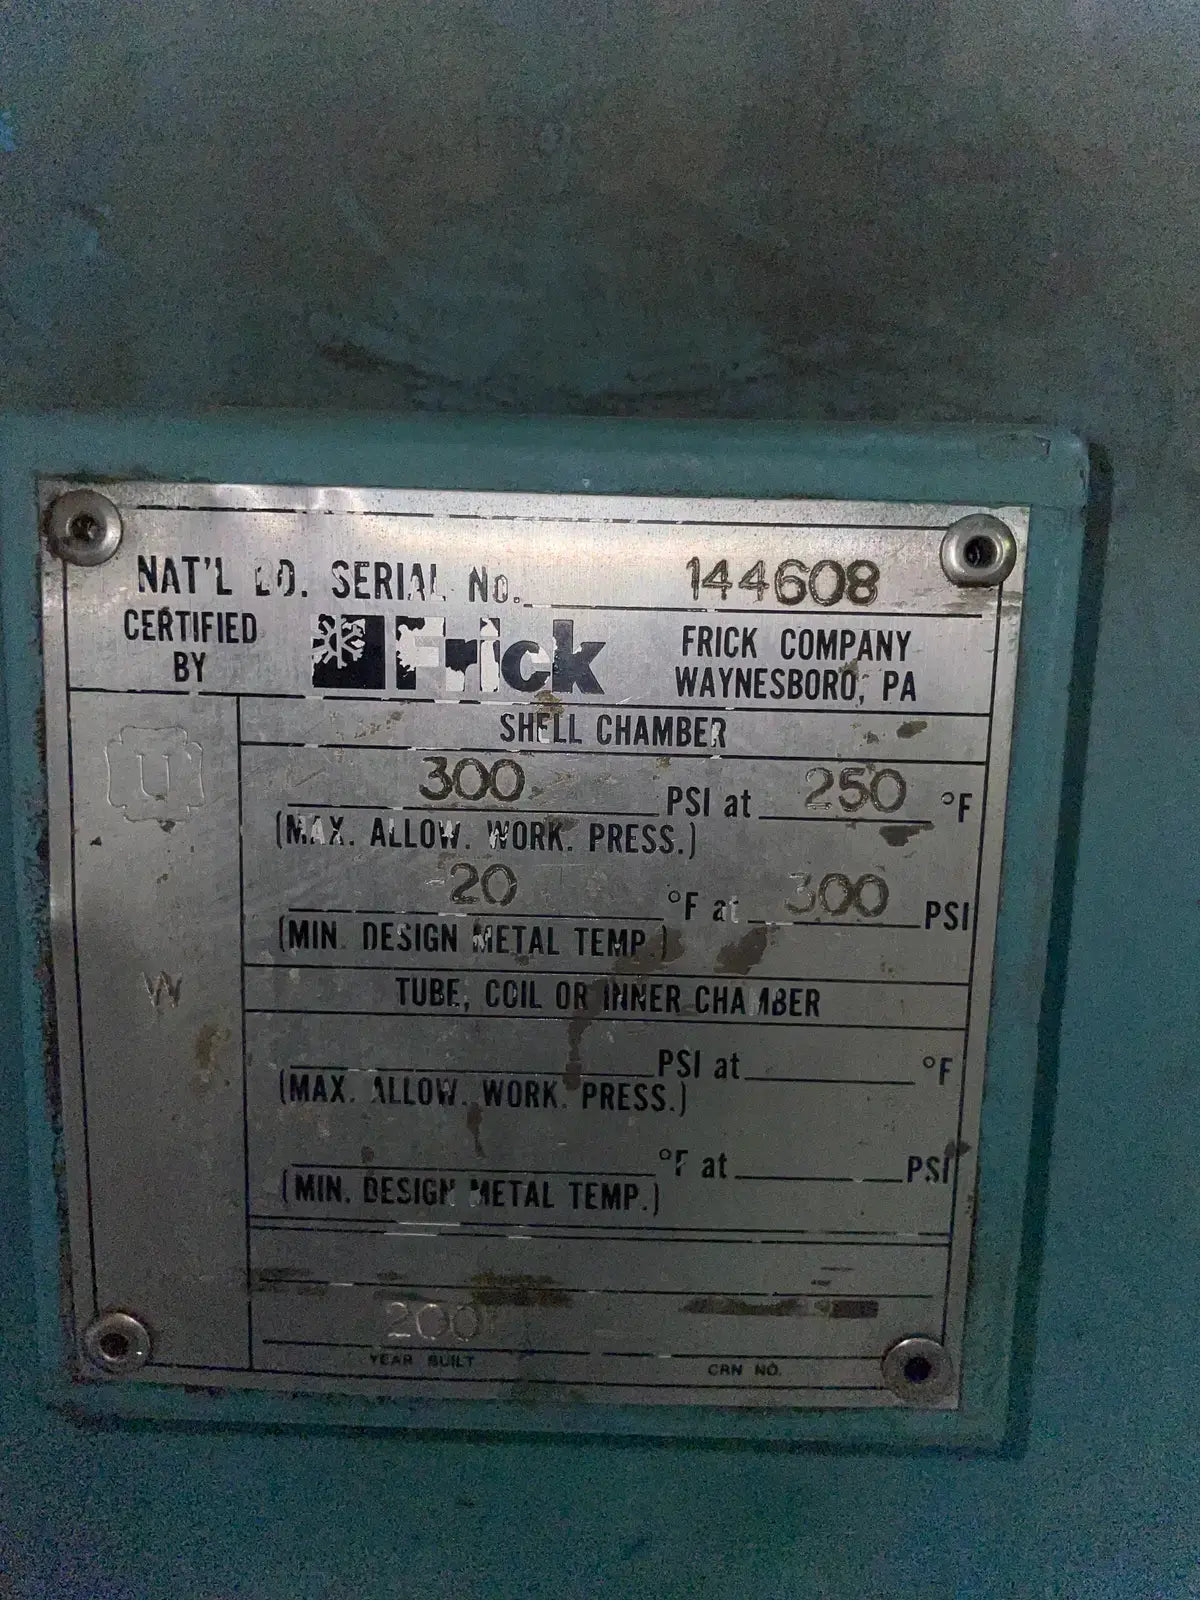 NAT'L BD. SERIAL No. 144608
CERTIFIED BY
Frick
FRICK COMPANY
WAYNESBORO, PA
U
W
SHELL CHAMBER
300 PSI at 250 °F
(MAX. ALLOW. WORK. PRESS.)
-20 °F at 300 PSI
(MIN. DESIGN METAL TEMP.)
TUBE, COIL OR INNER CHAMBER
PSI at °F
(MAX. ALLOW. WORK. PRESS.)
°F at PSI
(MIN. DESIGN METAL TEMP.)
YEAR BUILT
CRN NO.